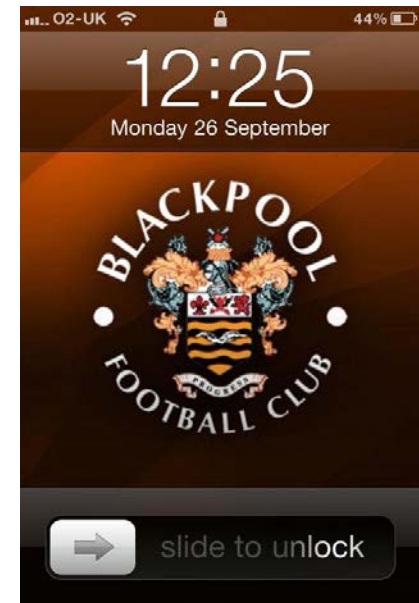 O2-UK 44%
12:25
Monday 26 September
BLACKPOOL
PROGRESS
FOOTBALL CLUB
slide to unlock